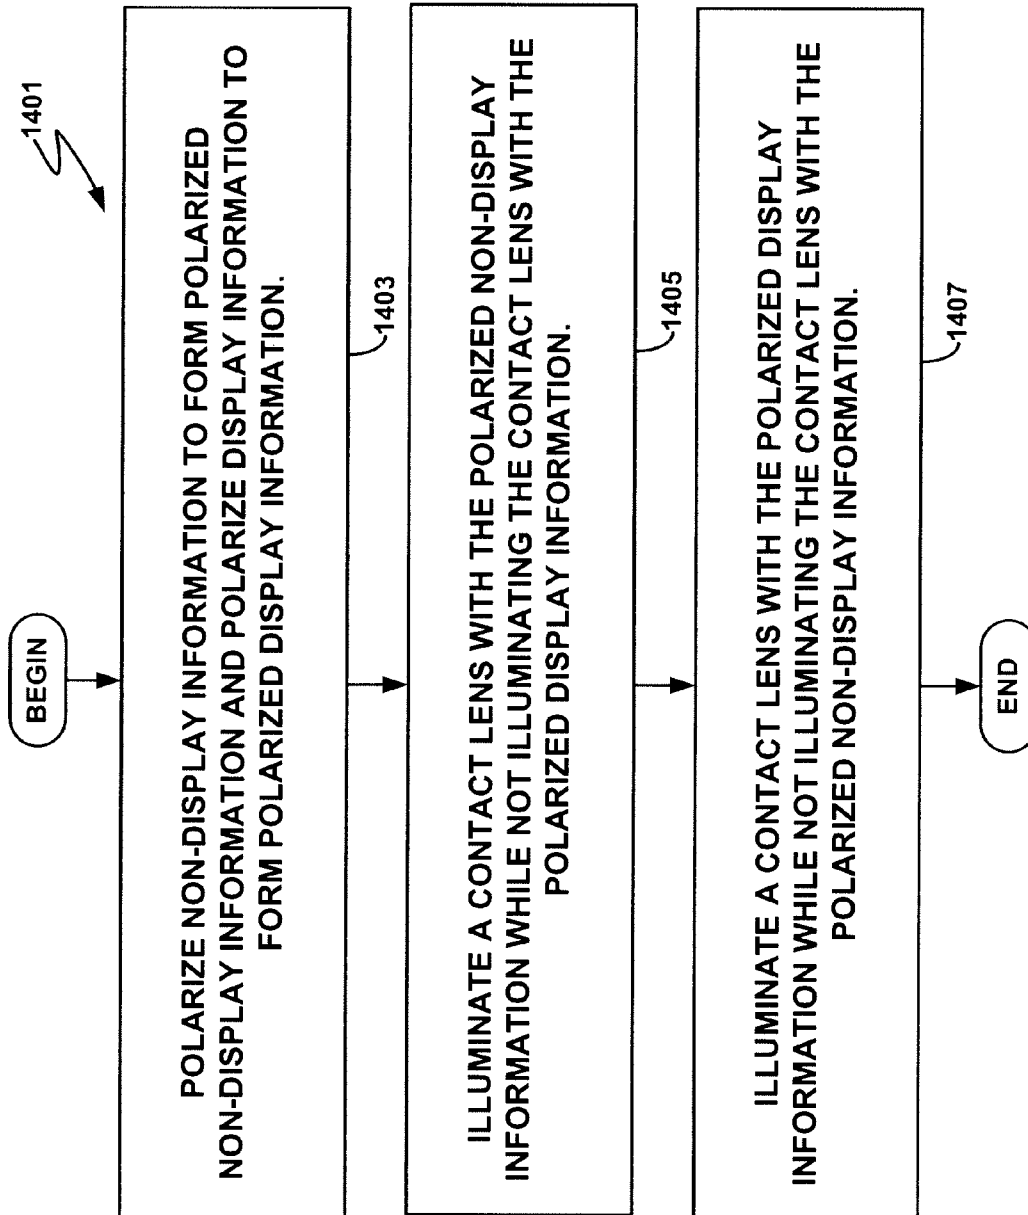 1401
BEGIN
POLARIZE NON-DISPLAY INFORMATION TO FORM POLARIZED
NON-DISPLAY INFORMATION AND POLARIZE DISPLAY INFORMATION TO
FORM POLARIZED DISPLAY INFORMATION.
1403
ILLUMINATE A CONTACT LENS WITH THE POLARIZED NON-DISPLAY
INFORMATION WHILE NOT ILLUMINATING THE CONTACT LENS WITH THE
POLARIZED DISPLAY INFORMATION.
1405
ILLUMINATE A CONTACT LENS WITH THE POLARIZED DISPLAY
INFORMATION WHILE NOT ILLUMINATING THE CONTACT LENS WITH THE
POLARIZED NON-DISPLAY INFORMATION.
1407
END